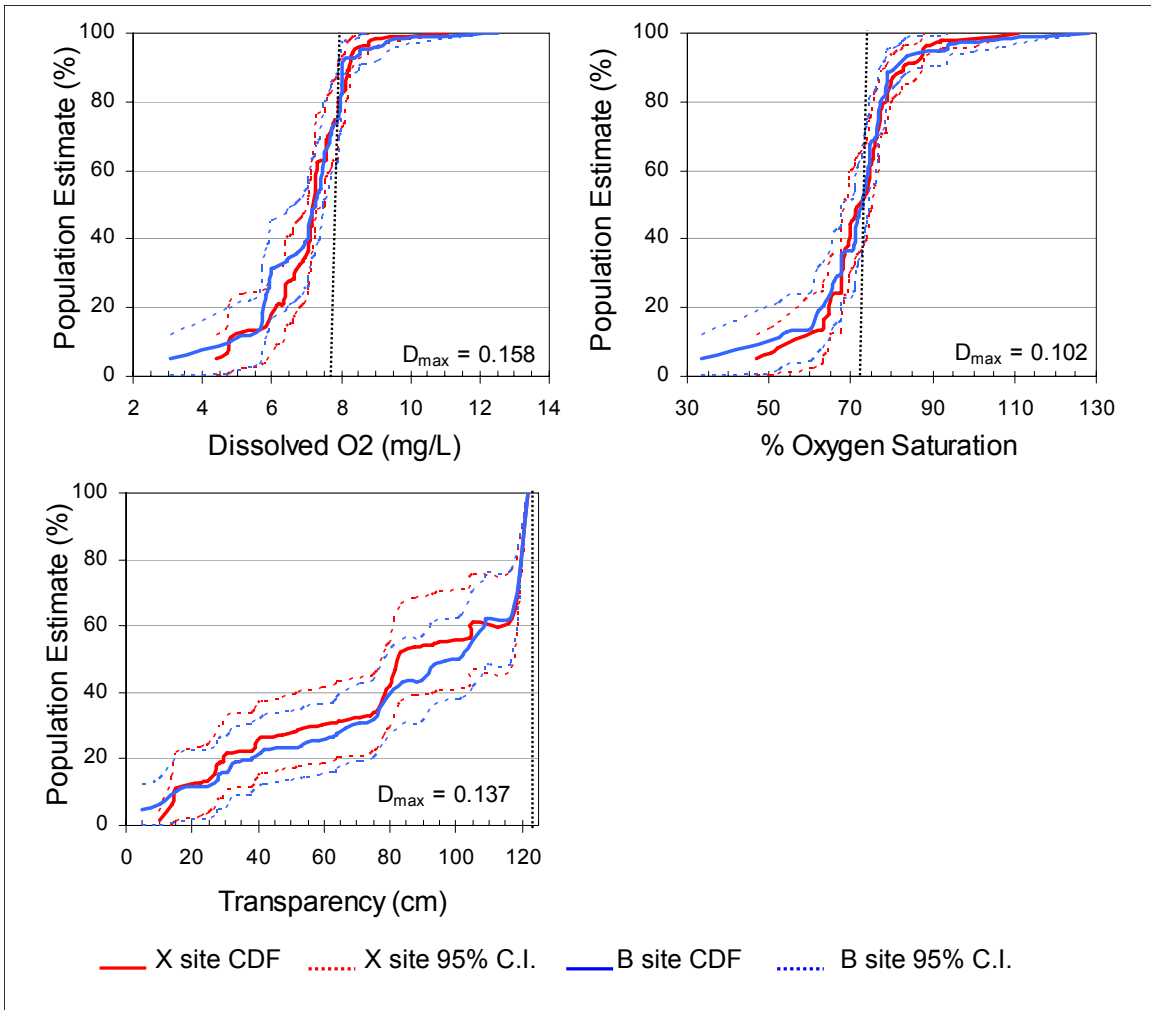 Population Estimate (%)
100
80
60
40
20
0
D max = 0.158
2 4 6 8 10 12 14
Dissolved O2 (mg/L)
Population Estimate (%)
100
80
60
40
20
0
D max = 0.102
30 50 70 90 110 130
% Oxygen Saturation
Population Estimate (%)
100
80
60
40
20
0
D max = 0.137
0 20 40 60 80 100 120
Transparency (cm)
X site CDF X site 95% C.I. B site CDF B site 95% C.I.